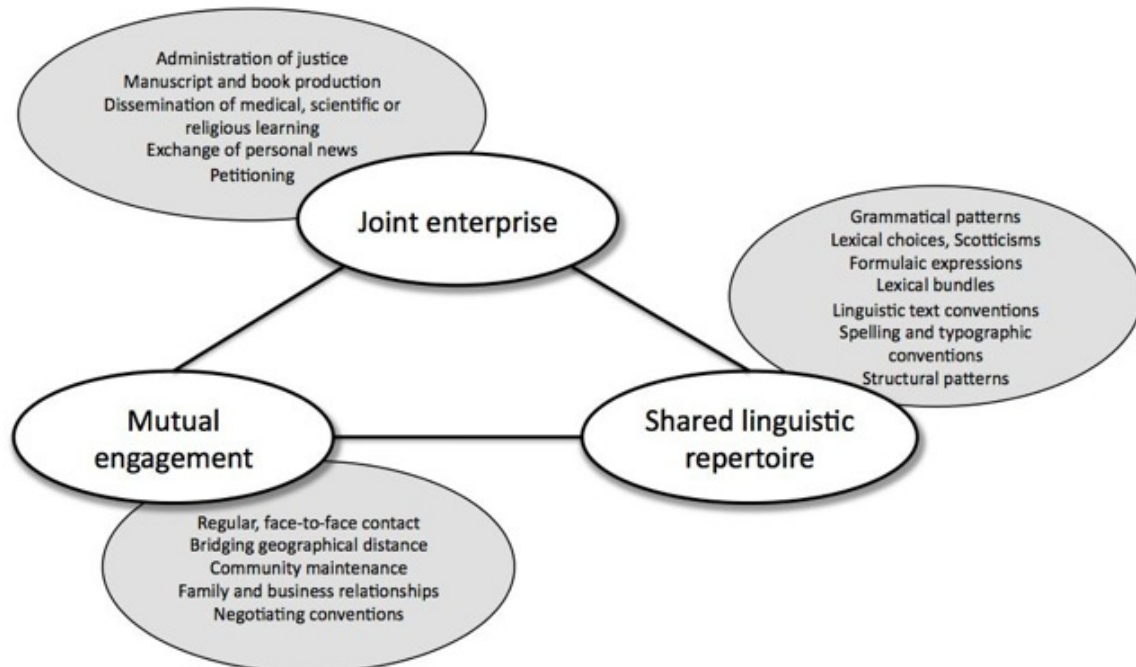 Administration of justice
Manuscript and book production
Dissemination of medical, scientific or
religious learning
Exchange of personal news
Petitioning
Joint enterprise
Grammatical patterns
Lexical choices, Scotticisms
Formulaic expressions
Lexical bundles
Linguistic text conventions
Spelling and typographic
conventions
Structural patterns
Mutual
engagement
Shared linguistic
repertoire
Regular, face-to-face contact
Bridging geographical distance
Community maintenance
Family and business relationships
Negotiating conventions